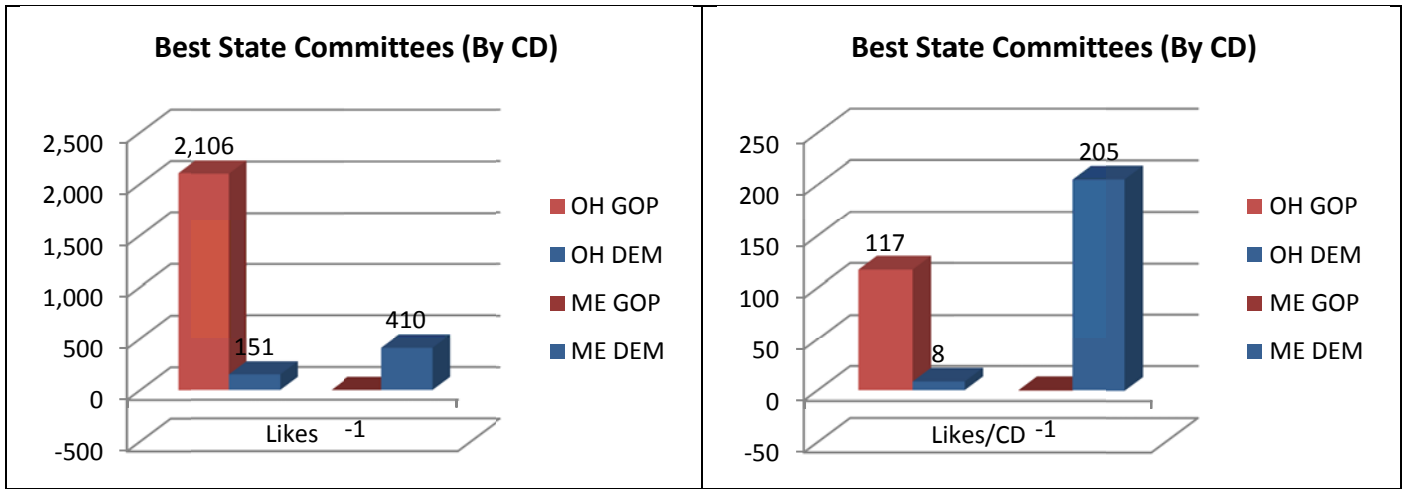 Best State Committees (By CD)
2,500
2,000
1,500
1,000
500
0
-500
2,106
151
410
Likes -1
OH GOP
OH DEM
ME GOP
ME DEM
Best State Committees (By CD)
250
200
150
100
50
0
-50
117
8
205
Likes/CD -1
OH GOP
OH DEM
ME GOP
ME DEM